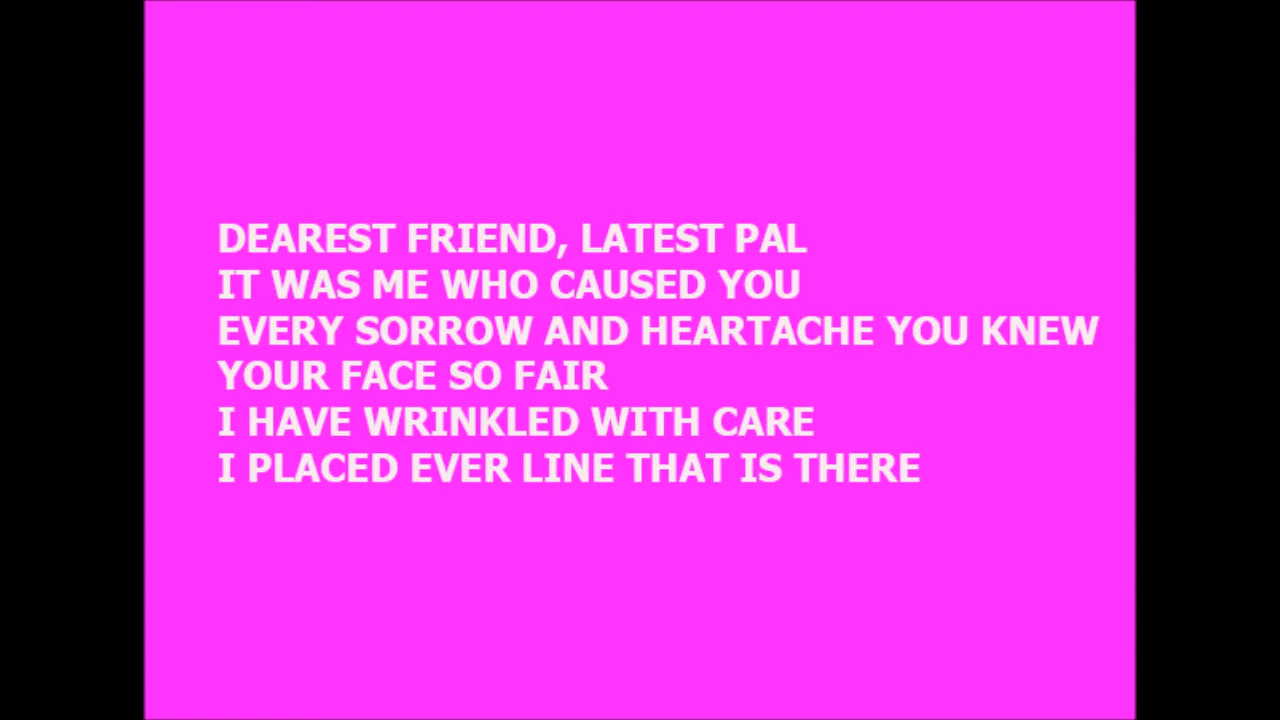 DEAREST FRIEND, LATEST PAL
IT WAS ME WHO CAUSED YOU
EVERY SORROW AND HEARTACHE YOU KNEW
YOUR FACE SO FAIR
I HAVE WRINKLED WITH CARE
I PLACED EVER LINE THAT IS THERE